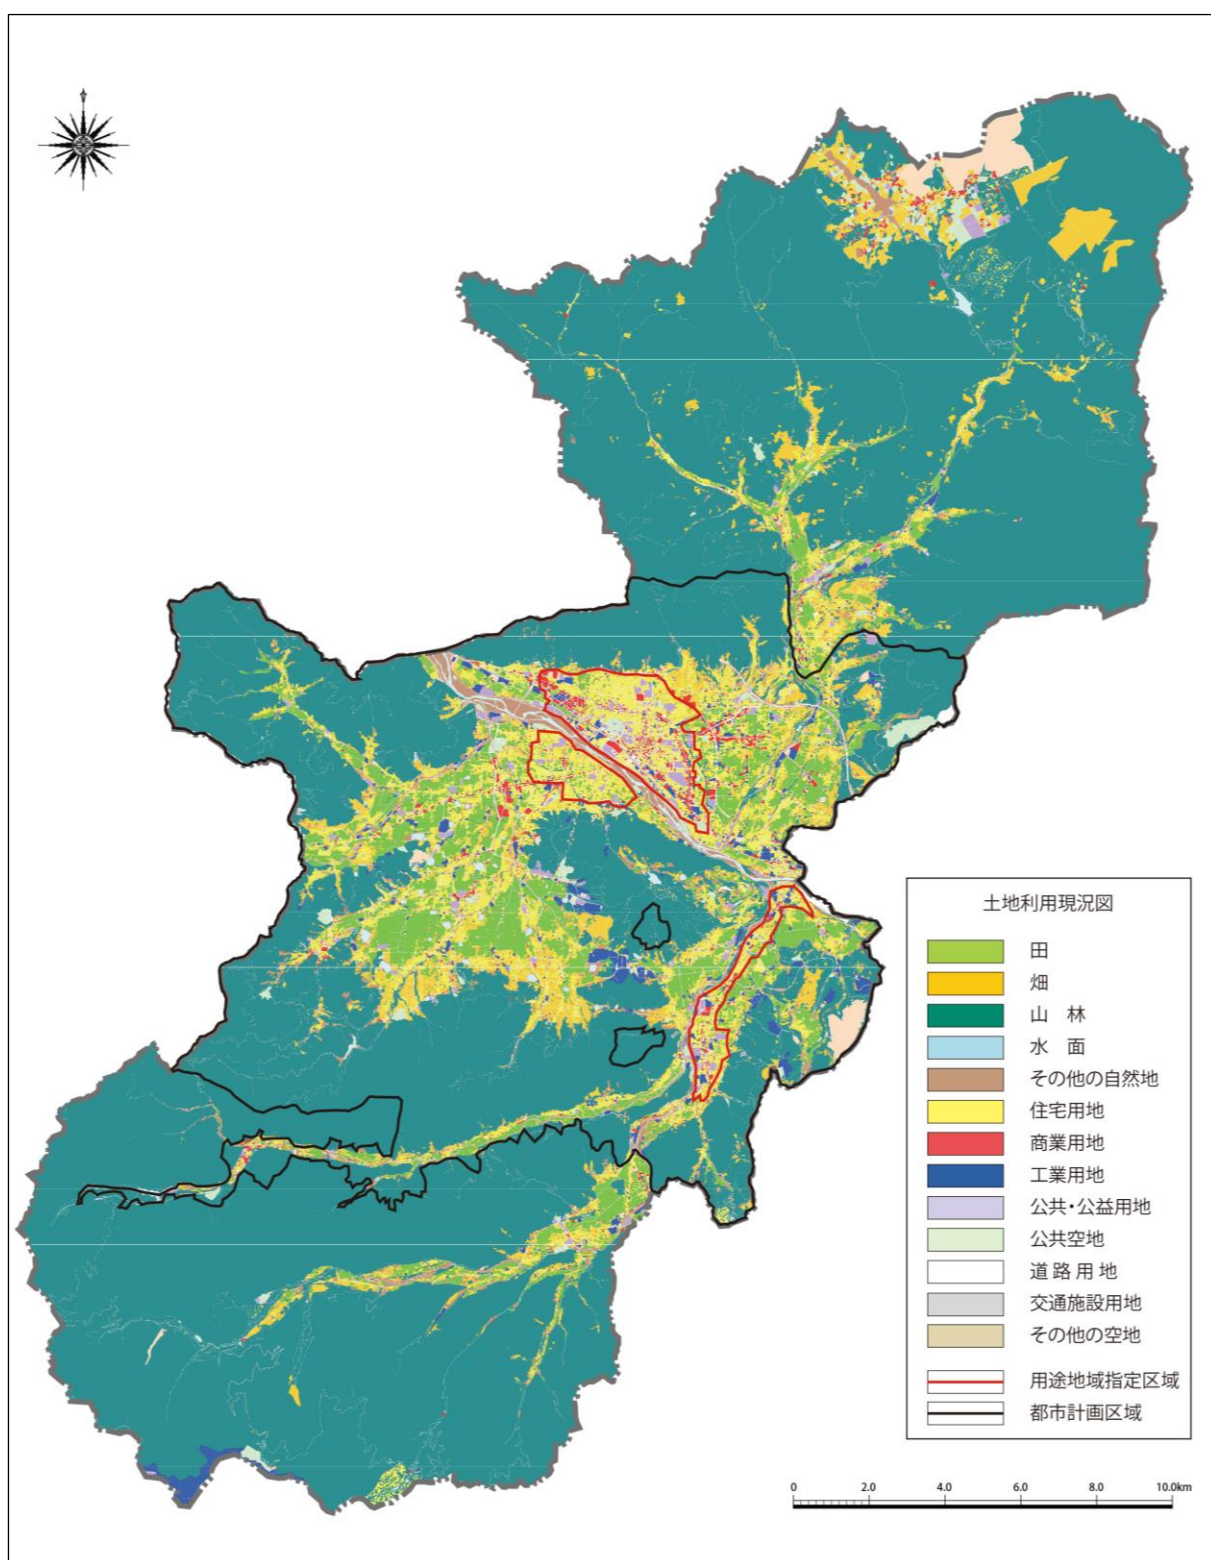 土地利用現況図
田
畑
山　林
水　面
その他の自然地
住宅用地
商業用地
工業用地
公共・公益用地
公共空地
道 路 用 地
交通施設用地
その他の空地
用途地域指定区域
都市計画区域
0 2.0 4.0 6.0 8.0 10.0km